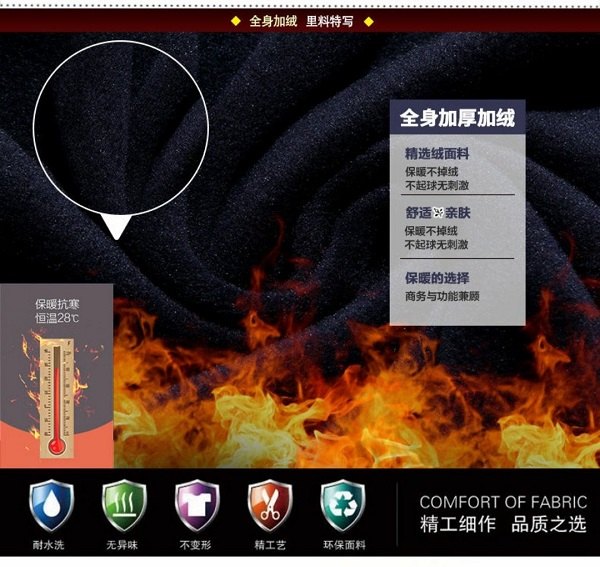 全身加绒 里料特写
全身加厚加绒
精选绒面料
保暖不掉绒
不起球无刺激
舒适 亲肤
保暖不掉绒
不起球无刺激
保暖的选择
商务与功能兼顾
保暖抗寒
恒温28℃
耐水洗
无异味
不变形
精工艺
环保面料
COMFORT OF FABRIC
精工细作 品质之选